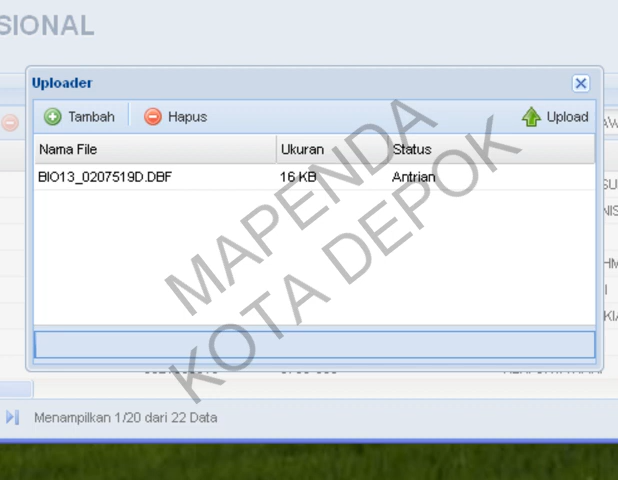 SIONAL
Uploader
Tambah Hapus Upload
Nama File Ukuran Status
BIO13_0207519D.DBF 16 KB Antrian
MAPENDA
KOTA DEPOK
Menampilkan 1/20 dari 22 Data